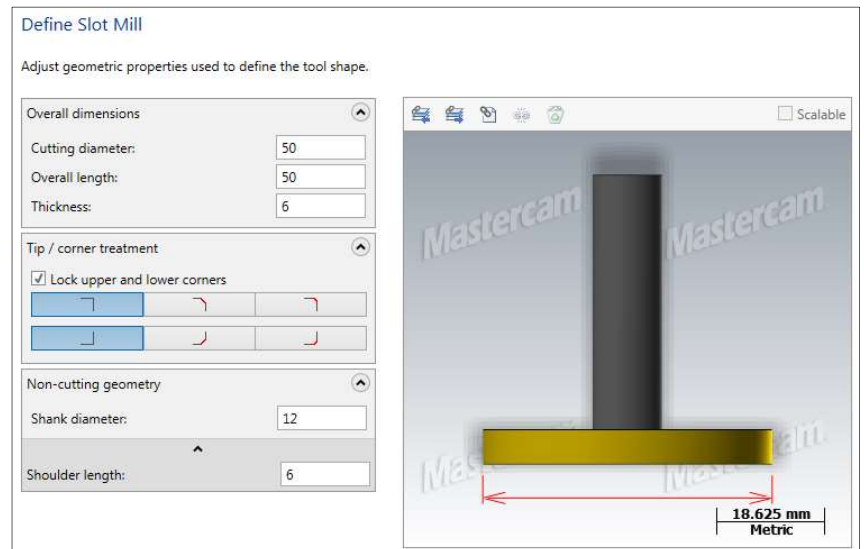 Define Slot Mill
Adjust geometric properties used to define the tool shape.
Overall dimensions
Cutting diameter: 50
Overall length: 50
Thickness: 6
Tip / corner treatment
Lock upper and lower corners
Non-cutting geometry
Shank diameter: 12
Shoulder length: 6
Scalable
Mastercam Mastercam
Mas Mastercam
18.625 mm
Metric